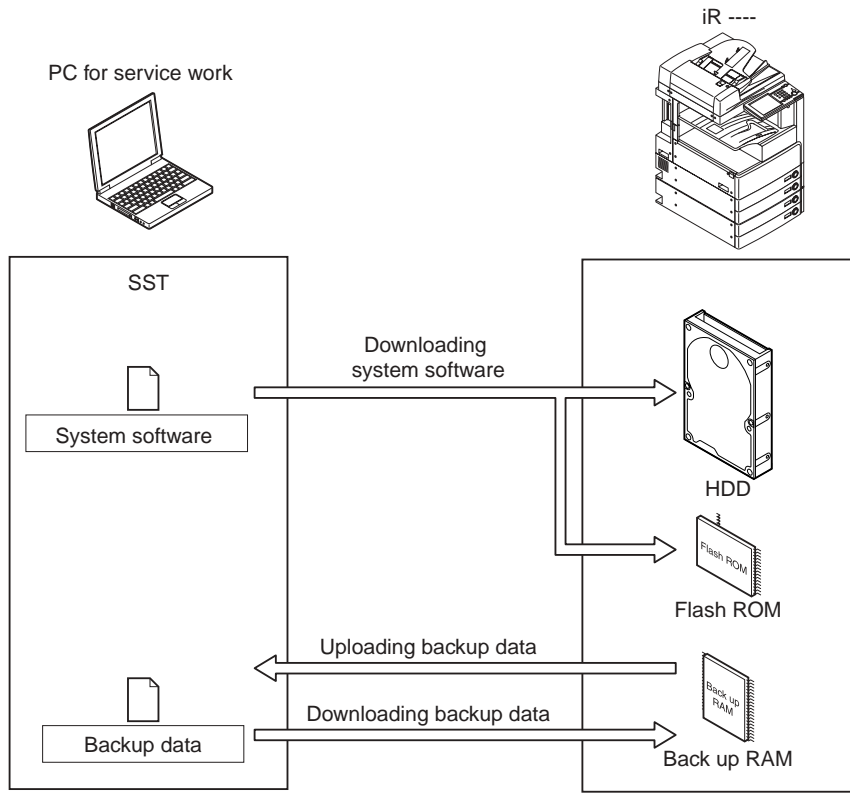 iR ----
PC for service work
SST
Downloading
system software
System software
HDD
Flash ROM
Flash ROM
Uploading backup data
Back up
RAM
Downloading backup data
Backup data
Back up RAM